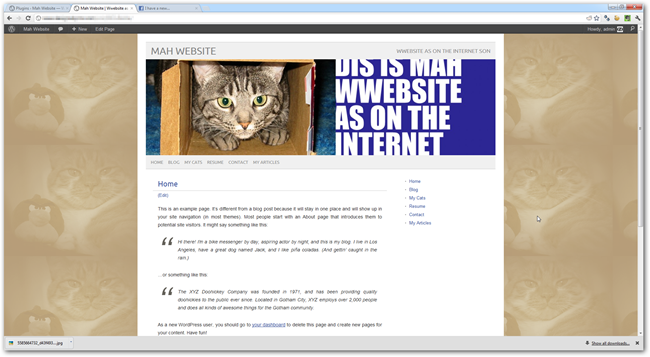 Plugins ‹ Mah Website — W
Mah Website | Wwebsite a
I have a new...
Mah Website
New
Edit Page
Howdy, admin
MAH WEBSITE
WWEBSITE AS ON THE INTERNET SON
DIS IS MAH
WWEBSITE
AS ON THE
INTERNET
HOME BLOG MY CATS RESUME CONTACT MY ARTICLES
Home
(Edit)
This is an example page. It's different from a blog post because it will stay in one place and will show up in
your site navigation (in most themes). Most people start with an About page that introduces them to
potential site visitors. It might say something like this:
Hi there! I'm a bike messenger by day, aspiring actor by night, and this is my blog. I live in Los
Angeles, have a great dog named Jack, and I like piña coladas. (And gettin' caught in the
rain.)
...or something like this:
The XYZ Doohickey Company was founded in 1971, and has been providing quality
doohickies to the public ever since. Located in Gotham City, XYZ employs over 2,000 people
and does all kinds of awesome things for the Gotham community.
As a new WordPress user, you should go to your dashboard to delete this page and create new pages for
your content. Have fun!
Home
Blog
My Cats
Resume
Contact
My Articles
Show all downloads...